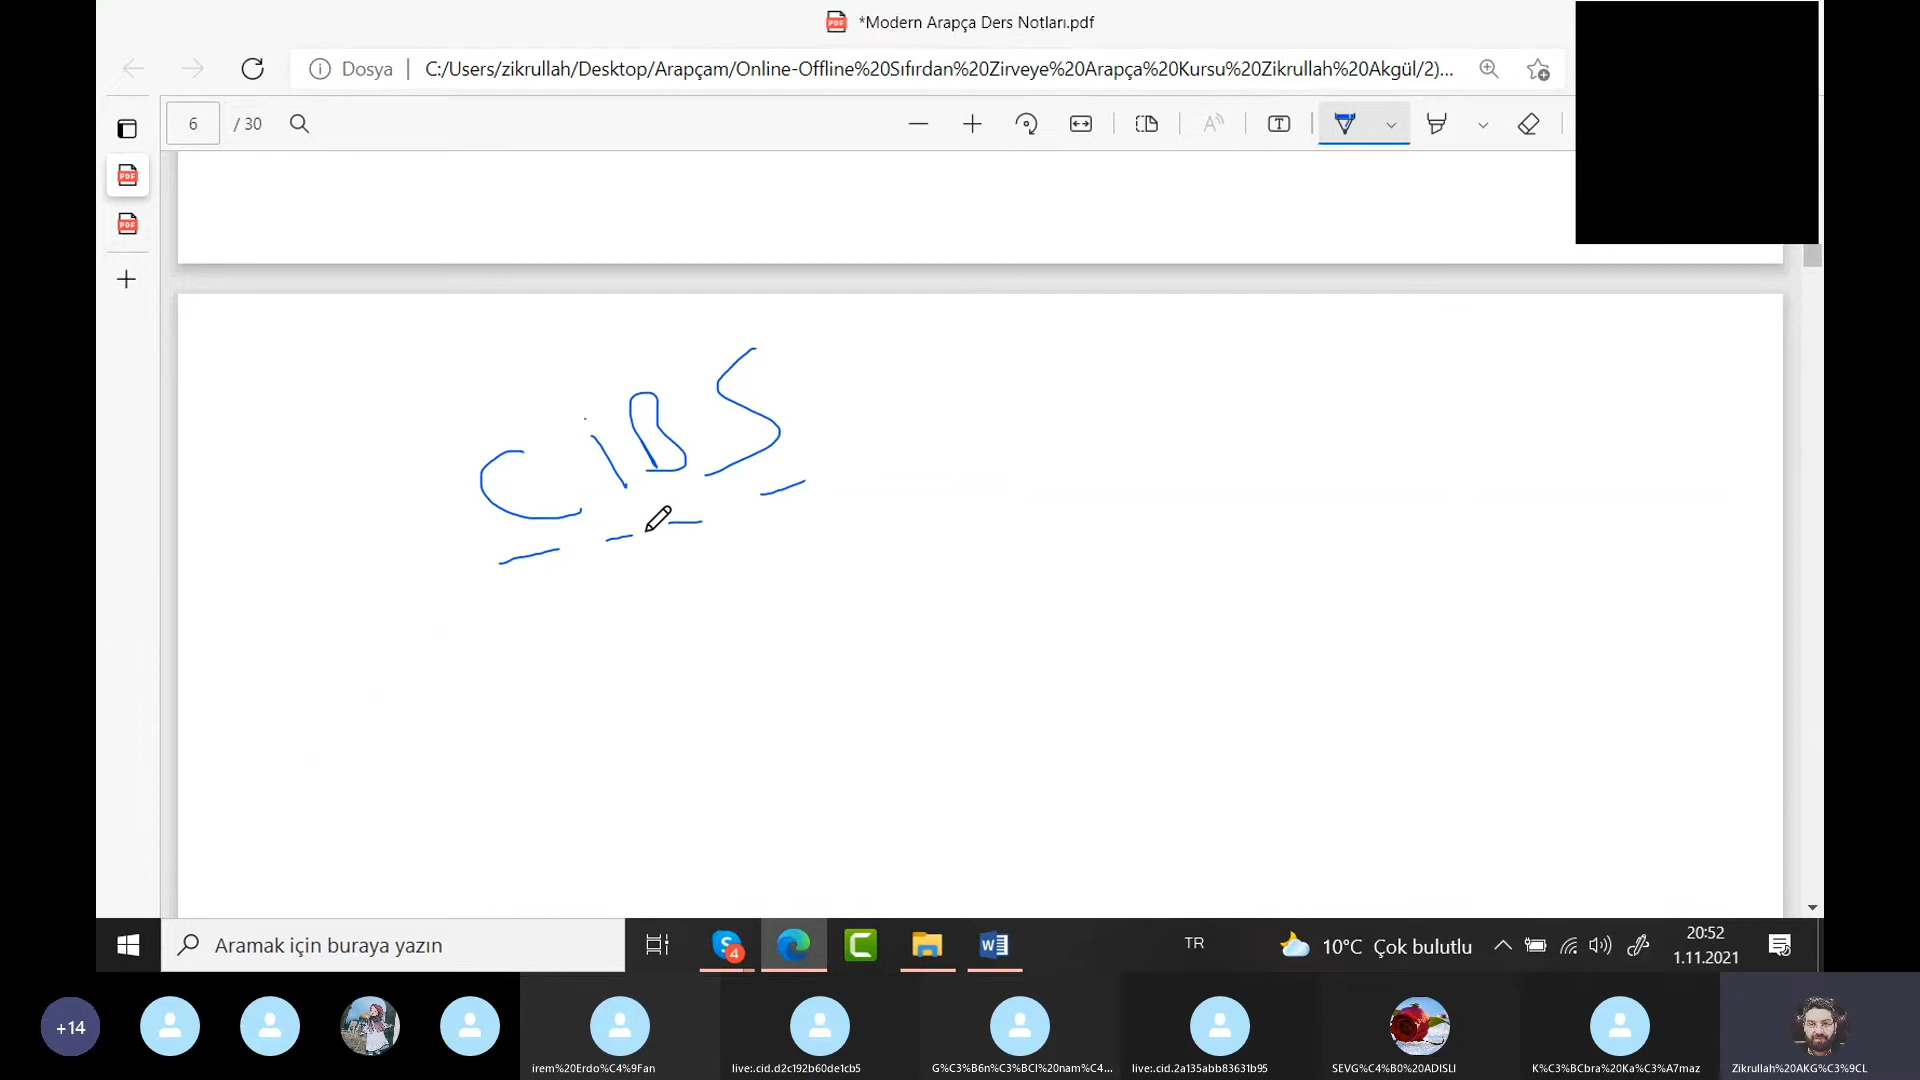 *Modern Arapça Ders Notları.pdf
Dosya
C:/Users/zikrullah/Desktop/Arapçam/Online-Offline%20Sıfırdan%20Zirveye%20Arapça%20Kursu%20Zikrullah%20Akgül/2)...
6 / 30
CIBS
Aramak için buraya yazın
4
TR
10°C Çok bulutlu
20:52
1.11.2021
+14
irem%20Erdo%C4%9Fan
live:.cid.d2c192b60de1cb5
G%C3%B6n%C3%BCl%20nam%C4...
live:.cid.2a135abb83631b95
SEVG%C4%B0%20ADISLI
K%C3%BCbra%20Ka%C3%A7maz
Zikrullah%20AKG%C3%9CL